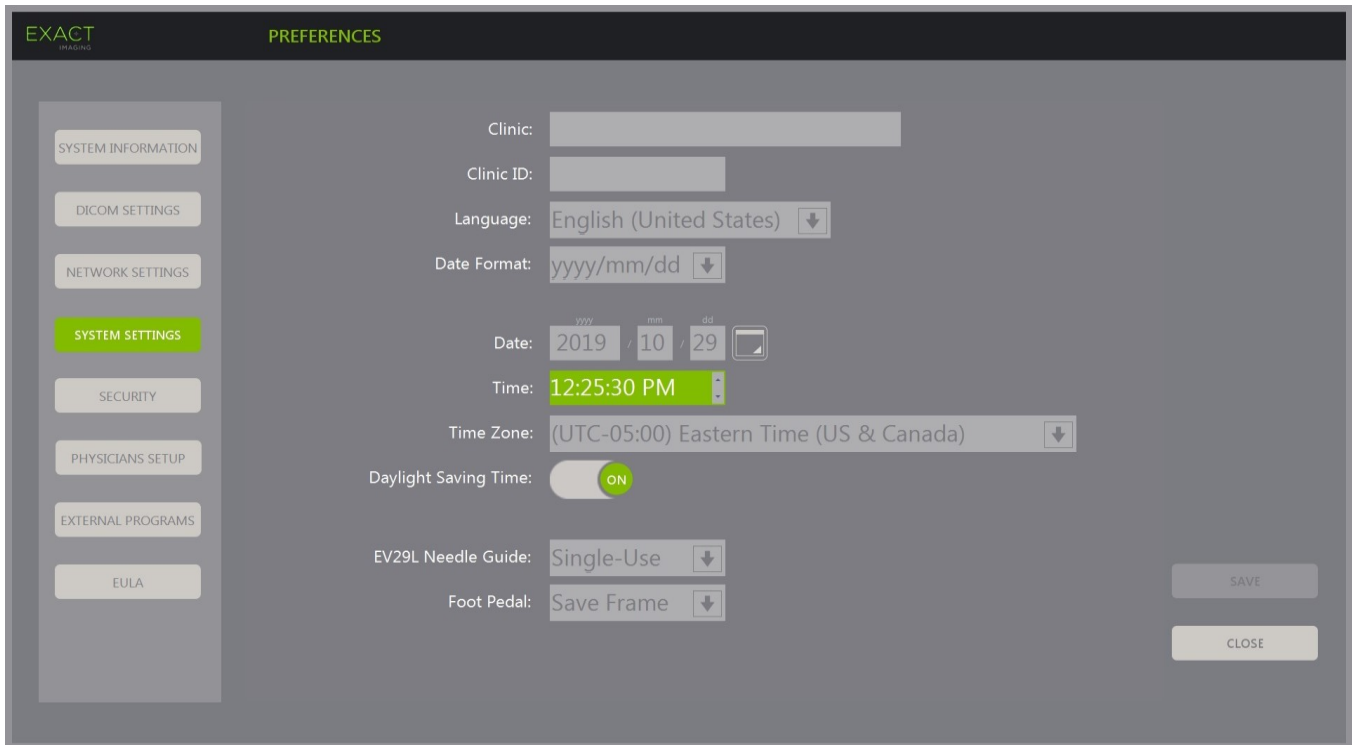 EXACT
IMAGING
PREFERENCES
SYSTEM INFORMATION
DICOM SETTINGS
NETWORK SETTINGS
SYSTEM SETTINGS
SECURITY
PHYSICIANS SETUP
EXTERNAL PROGRAMS
EULA
Clinic:
Clinic ID:
Language: English (United States)
Date Format: yyyy/mm/dd
yyyy mm dd
Date: 2019 / 10 / 29
Time: 12:25:30 PM
Time Zone: (UTC-05:00) Eastern Time (US & Canada)
Daylight Saving Time: ON
EV29L Needle Guide: Single-Use
Foot Pedal: Save Frame
SAVE
CLOSE